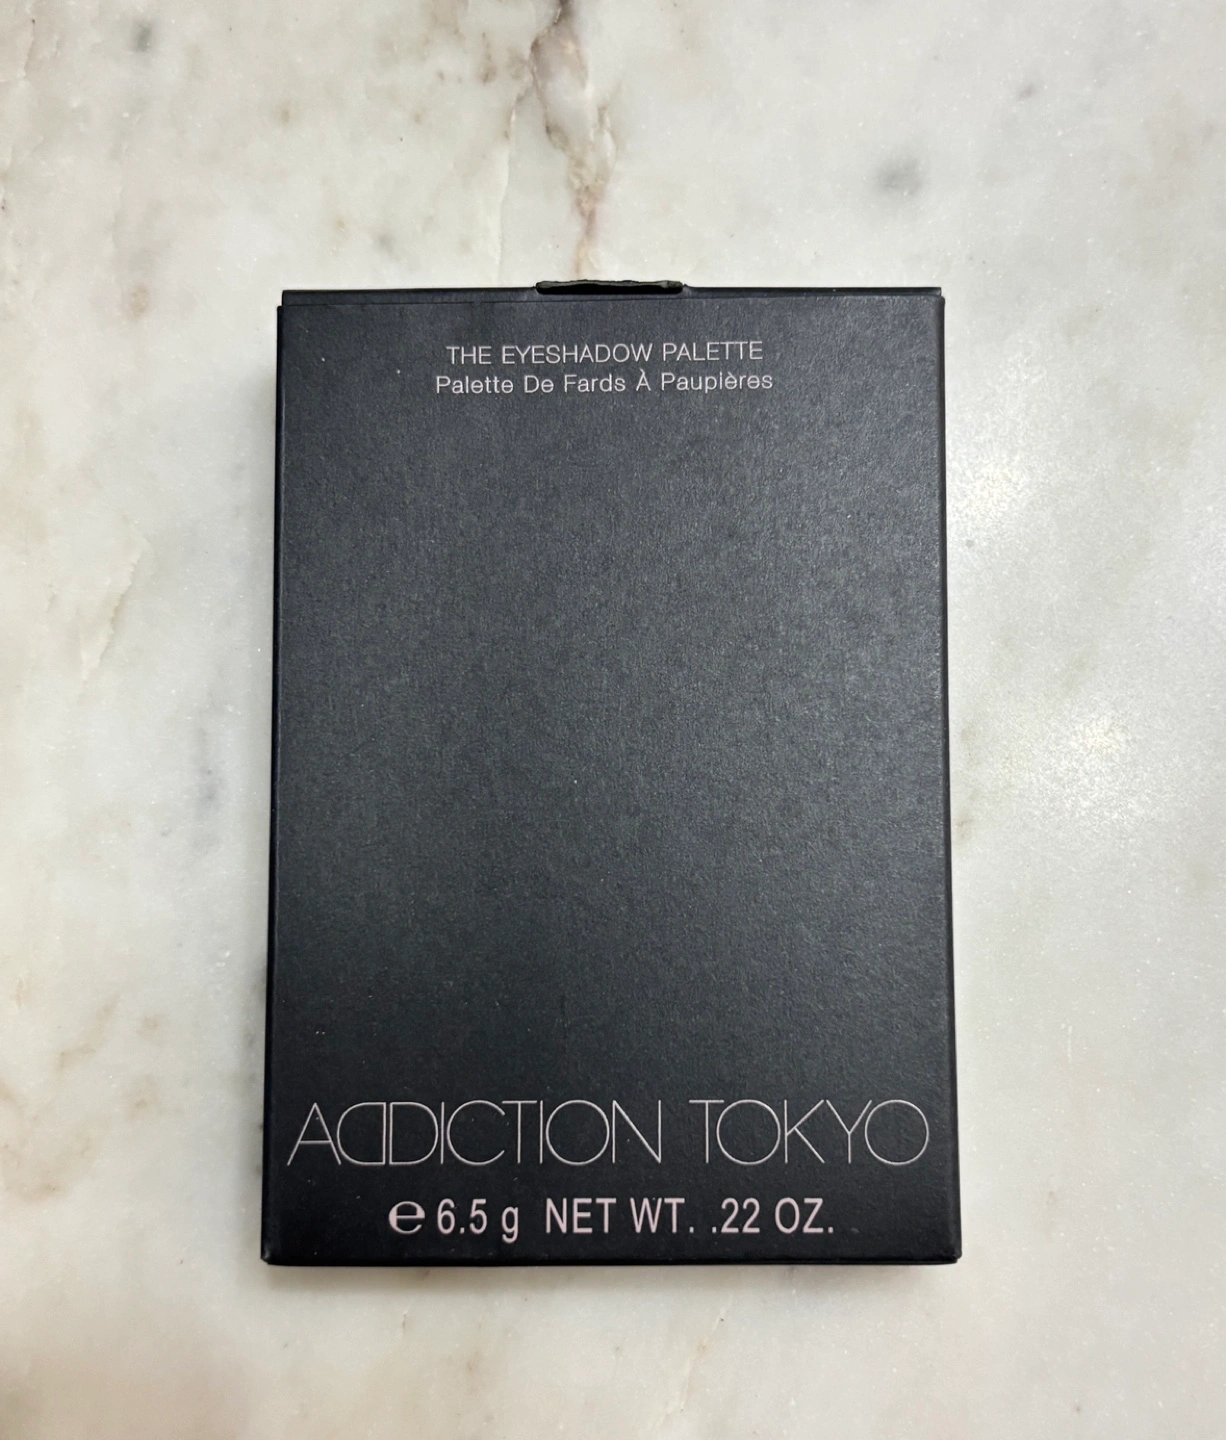 THE EYESHADOW PALETTE
Palette De Fards À Paupières
ADDICTION TOKYO
℮ 6.5 g NET WT. .22 OZ.